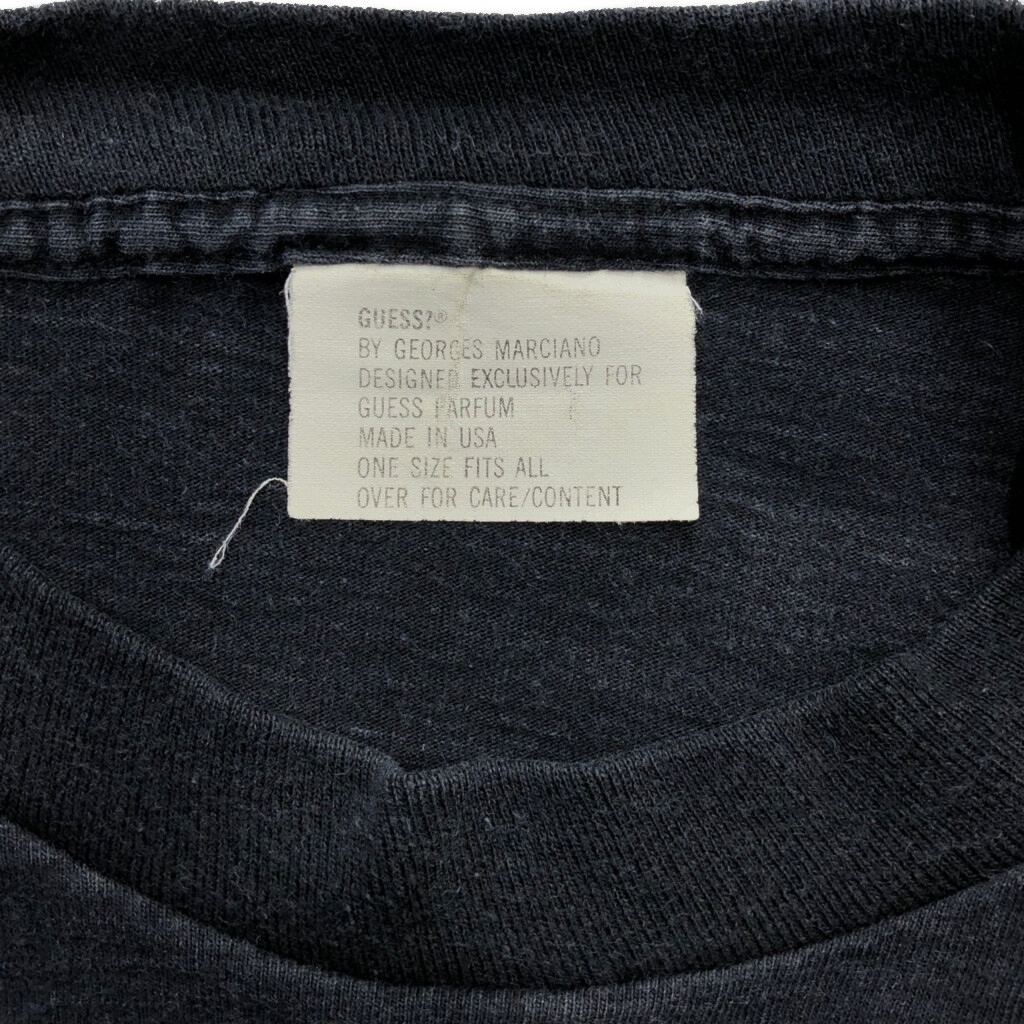 GUESS?®
BY GEORGES MARCIANO
DESIGNED EXCLUSIVELY FOR
GUESS PARFUM
MADE IN USA
ONE SIZE FITS ALL
OVER FOR CARE/CONTENT